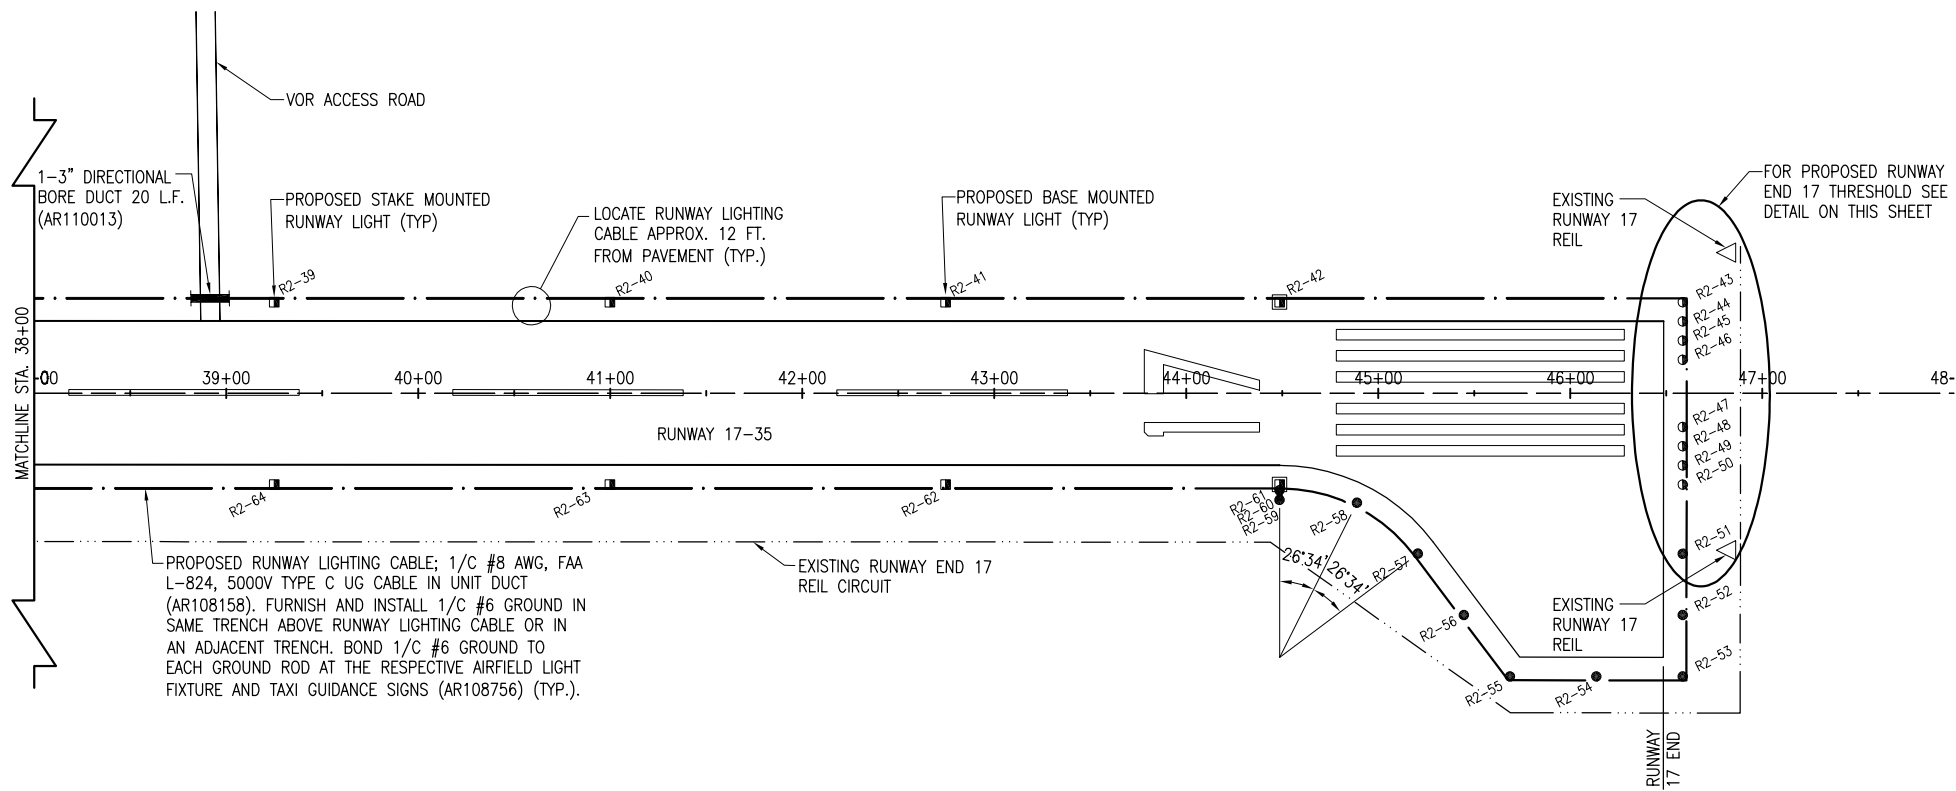 VOR ACCESS ROAD
1-3" DIRECTIONAL
BORE DUCT 20 L.F.
(AR110013)
PROPOSED STAKE MOUNTED
RUNWAY LIGHT (TYP)
LOCATE RUNWAY LIGHTING
CABLE APPROX. 12 FT.
FROM PAVEMENT (TYP.)
PROPOSED BASE MOUNTED
RUNWAY LIGHT (TYP)
EXISTING
RUNWAY 17
REIL
FOR PROPOSED RUNWAY
END 17 THRESHOLD SEE
DETAIL ON THIS SHEET
R2-39
R2-40
R2-41
R2-42
R2-43
R2-44
R2-45
R2-46
MATCHLINE STA. 38+00
00
39+00
40+00
41+00
42+00
43+00
44+00
45+00
46+00
47+00
48-
RUNWAY 17-35
R2-47
R2-48
R2-49
R2-50
R2-64
R2-63
R2-62
R2-61
R2-60
R2-59
R2-58
R2-57
R2-56
R2-55
R2-54
R2-51
R2-52
R2-53
26°34'
26°34'
PROPOSED RUNWAY LIGHTING CABLE; 1/C #8 AWG, FAA
L-824, 5000V TYPE C UG CABLE IN UNIT DUCT
(AR108158). FURNISH AND INSTALL 1/C #6 GROUND IN
SAME TRENCH ABOVE RUNWAY LIGHTING CABLE OR IN
AN ADJACENT TRENCH. BOND 1/C #6 GROUND TO
EACH GROUND ROD AT THE RESPECTIVE AIRFIELD LIGHT
FIXTURE AND TAXI GUIDANCE SIGNS (AR108756) (TYP.).
EXISTING RUNWAY END 17
REIL CIRCUIT
EXISTING
RUNWAY 17
REIL
RUNWAY
17 END